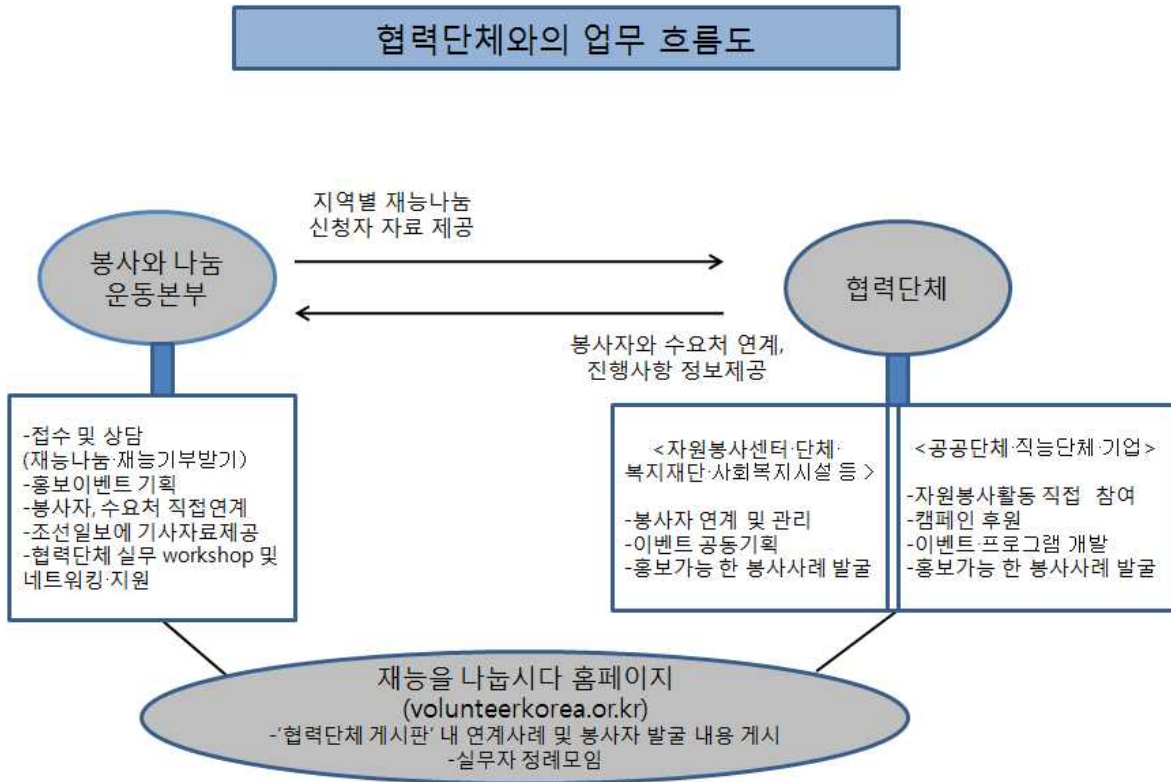 협력단체와의 업무 흐름도
지역별 재능나눔
신청자 자료 제공
봉사와 나눔
운동본부
협력단체
봉사자와 수요처 연계,
진행사항 정보제공
-접수 및 상담
(재능나눔·재능기부받기)
-홍보이벤트 기획
-봉사자, 수요처 직접연계
-조선일보에 기사자료제공
-협력단체 실무 workshop 및
네트워킹·지원
<자원봉사센터·단체·
복지재단·사회복지시설 등 >
-봉사자 연계 및 관리
-이벤트 공동기획
-홍보가능 한 봉사사례 발굴
<공공단체·직능단체·기업>
-자원봉사활동 직접 참여
-캠페인 후원
-이벤트·프로그램 개발
-홍보가능 한 봉사사례 발굴
재능을 나눕시다 홈페이지
(volunteerkorea.or.kr)
-‘협력단체 게시판’ 내 연계사례 및 봉사자 발굴 내용 게시
-실무자 정례모임